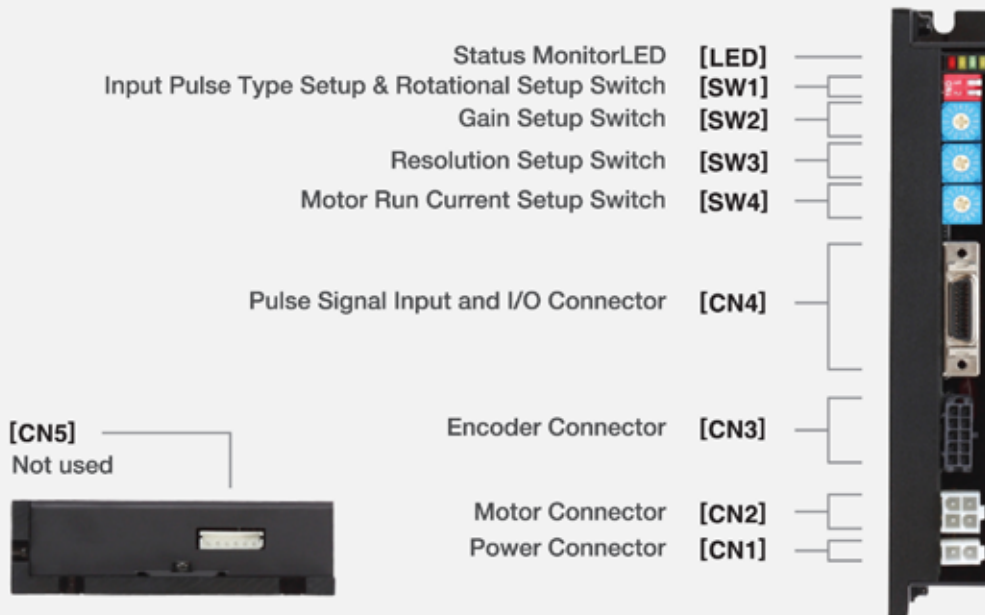 Status MonitorLED [LED]
Input Pulse Type Setup & Rotational Setup Switch [SW1]
Gain Setup Switch [SW2]
Resolution Setup Switch [SW3]
Motor Run Current Setup Switch [SW4]
Pulse Signal Input and I/O Connector [CN4]
[CN5]
Not used
Encoder Connector [CN3]
Motor Connector [CN2]
Power Connector [CN1]